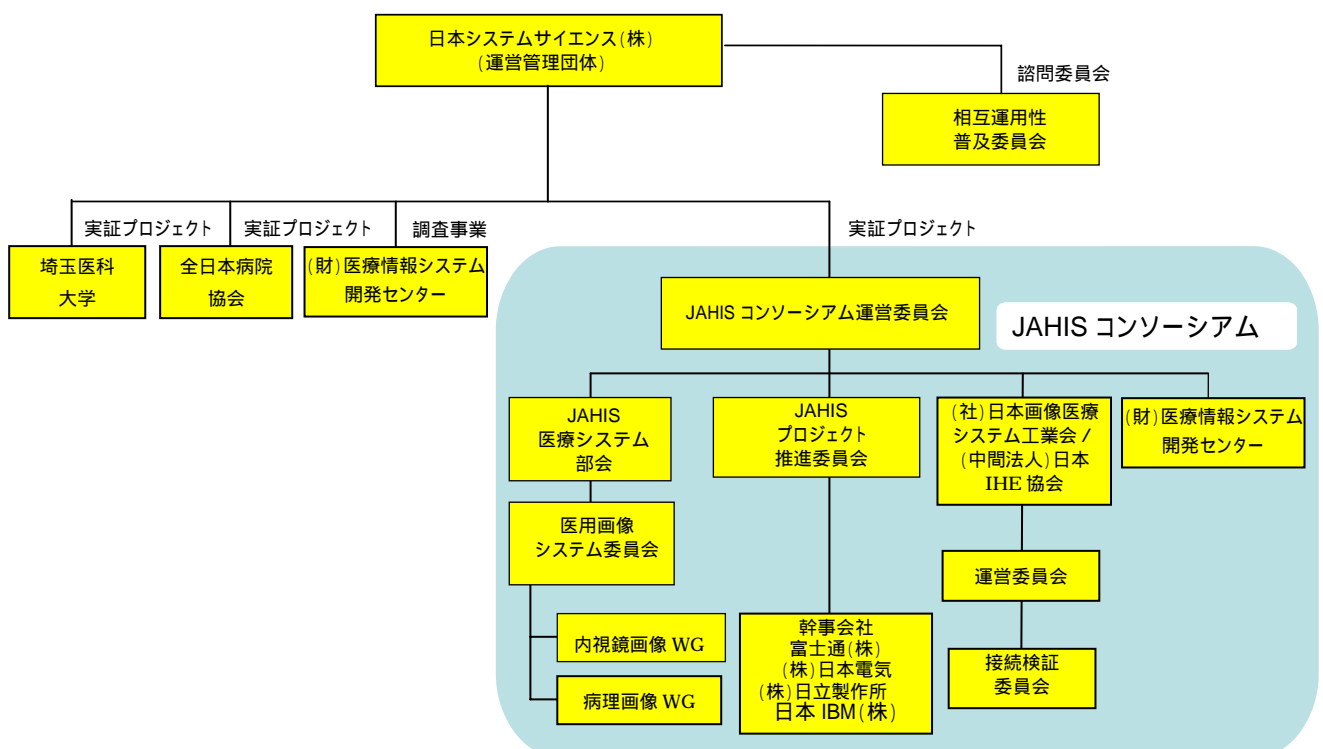 日本システムサイエンス(株)
(運営管理団体)
諮問委員会
相互運用性
普及委員会
実証プロジェクト
実証プロジェクト
調査事業
実証プロジェクト
埼玉医科
大学
全日本病院
協会
(財)医療情報システム
開発センター
JAHIS コンソーシアム運営委員会
JAHIS コンソーシアム
JAHIS
医療システム
部会
JAHIS
プロジェクト
推進委員会
(社)日本画像医療
システム工業会/
(中間法人)日本
IHE 協会
(財)医療情報システム
開発センター
医用画像
システム委員会
運営委員会
内視鏡画像 WG
病理画像 WG
幹事会社
富士通(株)
(株)日本電気
(株)日立製作所
日本 IBM(株)
接続検証
委員会